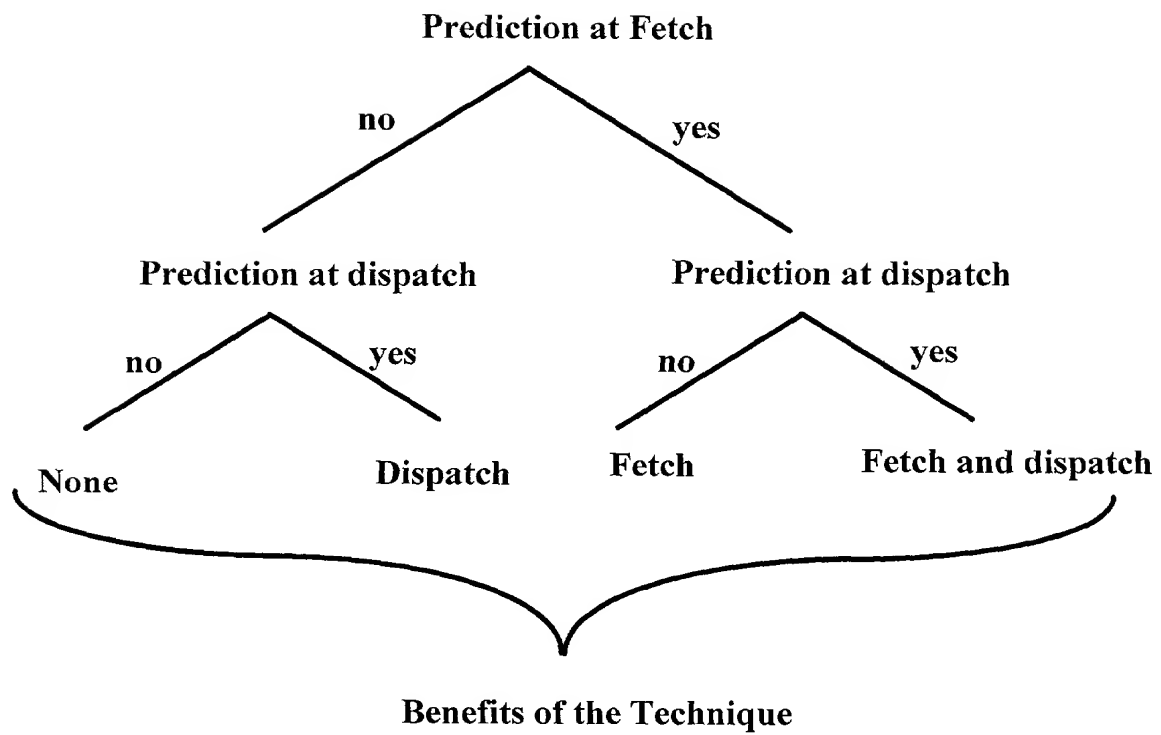 Prediction at Fetch
no
yes
Prediction at dispatch
Prediction at dispatch
no
yes
no
yes
None
Dispatch
Fetch
Fetch and dispatch
Benefits of the Technique